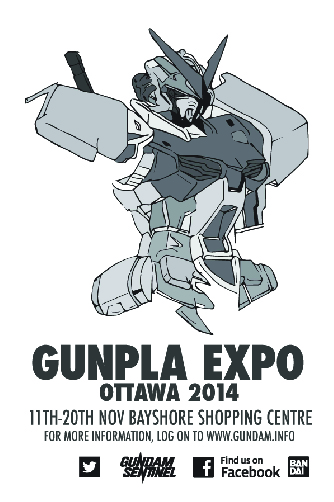 GUNPLA EXPO
OTTAWA 2014
11TH-20TH NOV BAYSHORE SHOPPING CENTRE
FOR MORE INFORMATION, LOG ON TO WWW.GUNDAM.INFO
GUNDAM SENTINEL
Find us on Facebook
BAN DAI